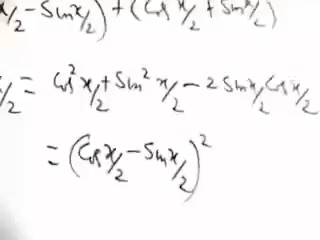 x/2 - Sin x/2) + (Cos x/2 + Sin x/2)
x/2 = Cos² x/2 + Sin² x/2 - 2 Sin x/2 Cos x/2
= (Cos x/2 - Sin x/2)²